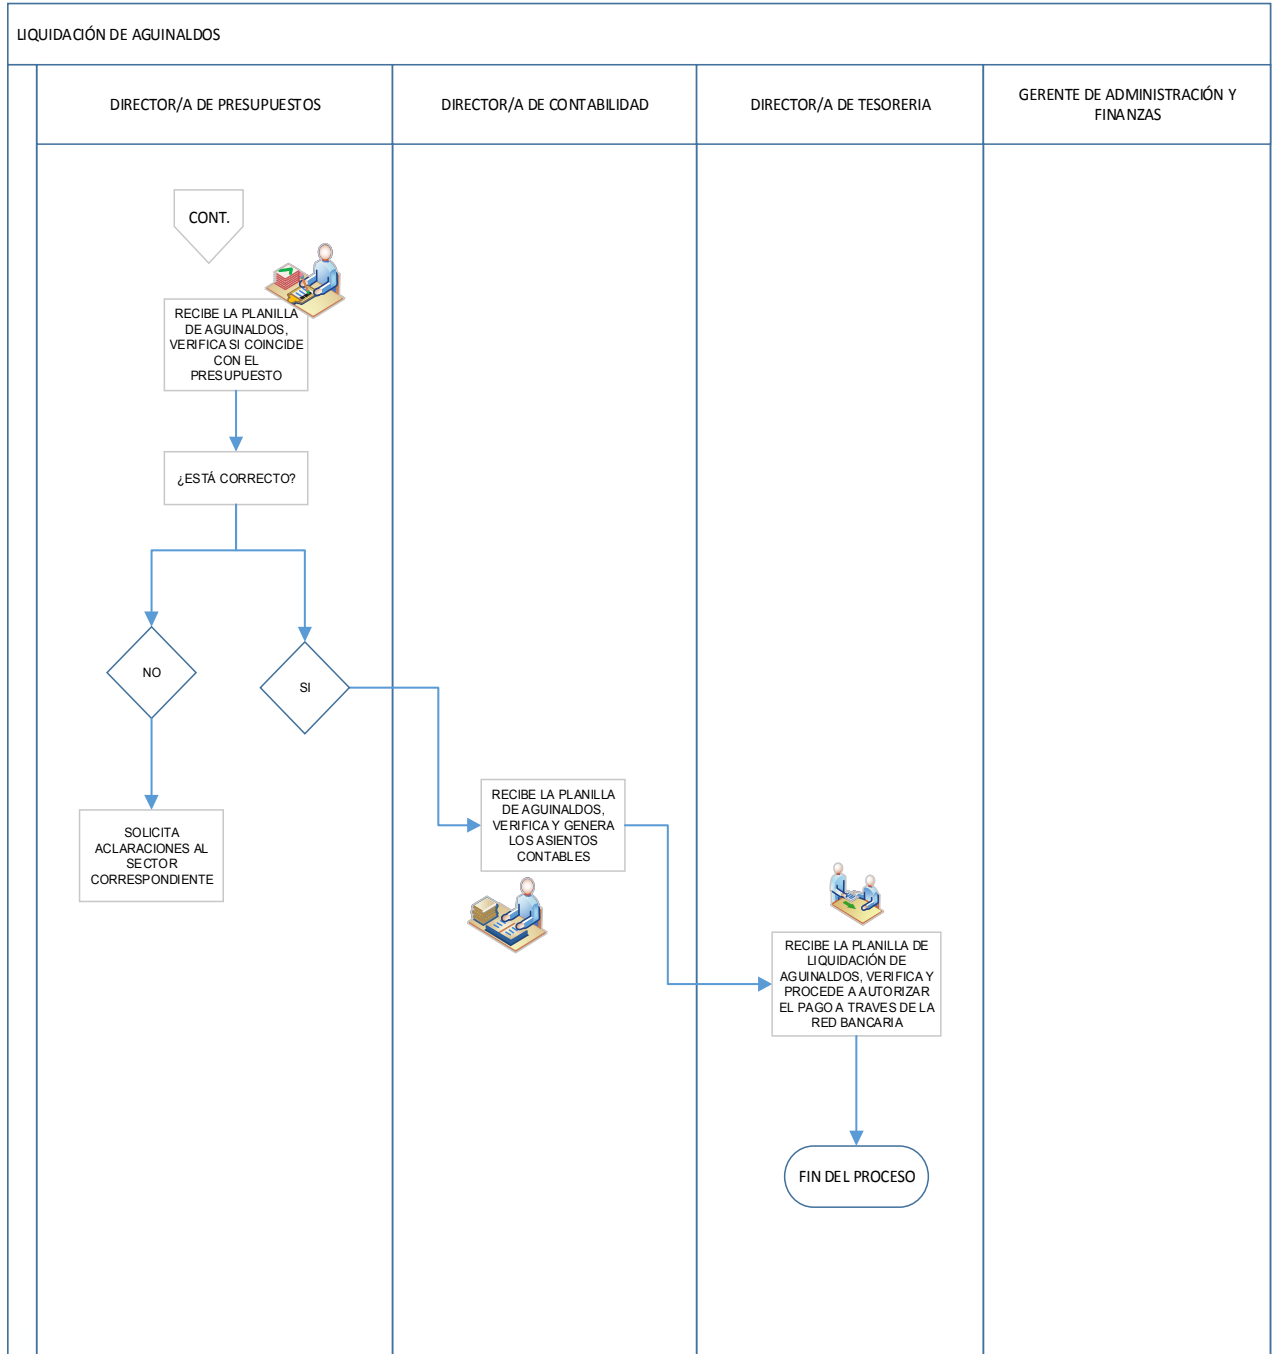 LIQUIDACIÓN DE AGUINALDOS
DIRECTOR/A DE PRESUPUESTOS
DIRECTOR/A DE CONTABILIDAD
DIRECTOR/A DE TESORERIA
GERENTE DE ADMINISTRACIÓN Y
FINANZAS
CONT.
RECIBE LA PLANILLA
DE AGUINALDOS,
VERIFICA SI COINCIDE
CON EL
PRESUPUESTO
¿ESTÁ CORRECTO?
NO
SI
SOLICITA
ACLARACIONES AL
SECTOR
CORRESPONDIENTE
RECIBE LA PLANILLA
DE AGUINALDOS,
VERIFICA Y GENERA
LOS ASIENTOS
CONTABLES
RECIBE LA PLANILLA DE
LIQUIDACIÓN DE
AGUINALDOS, VERIFICA Y
PROCEDE A AUTORIZAR
EL PAGO A TRAVES DE LA
RED BANCARIA
FIN DEL PROCESO